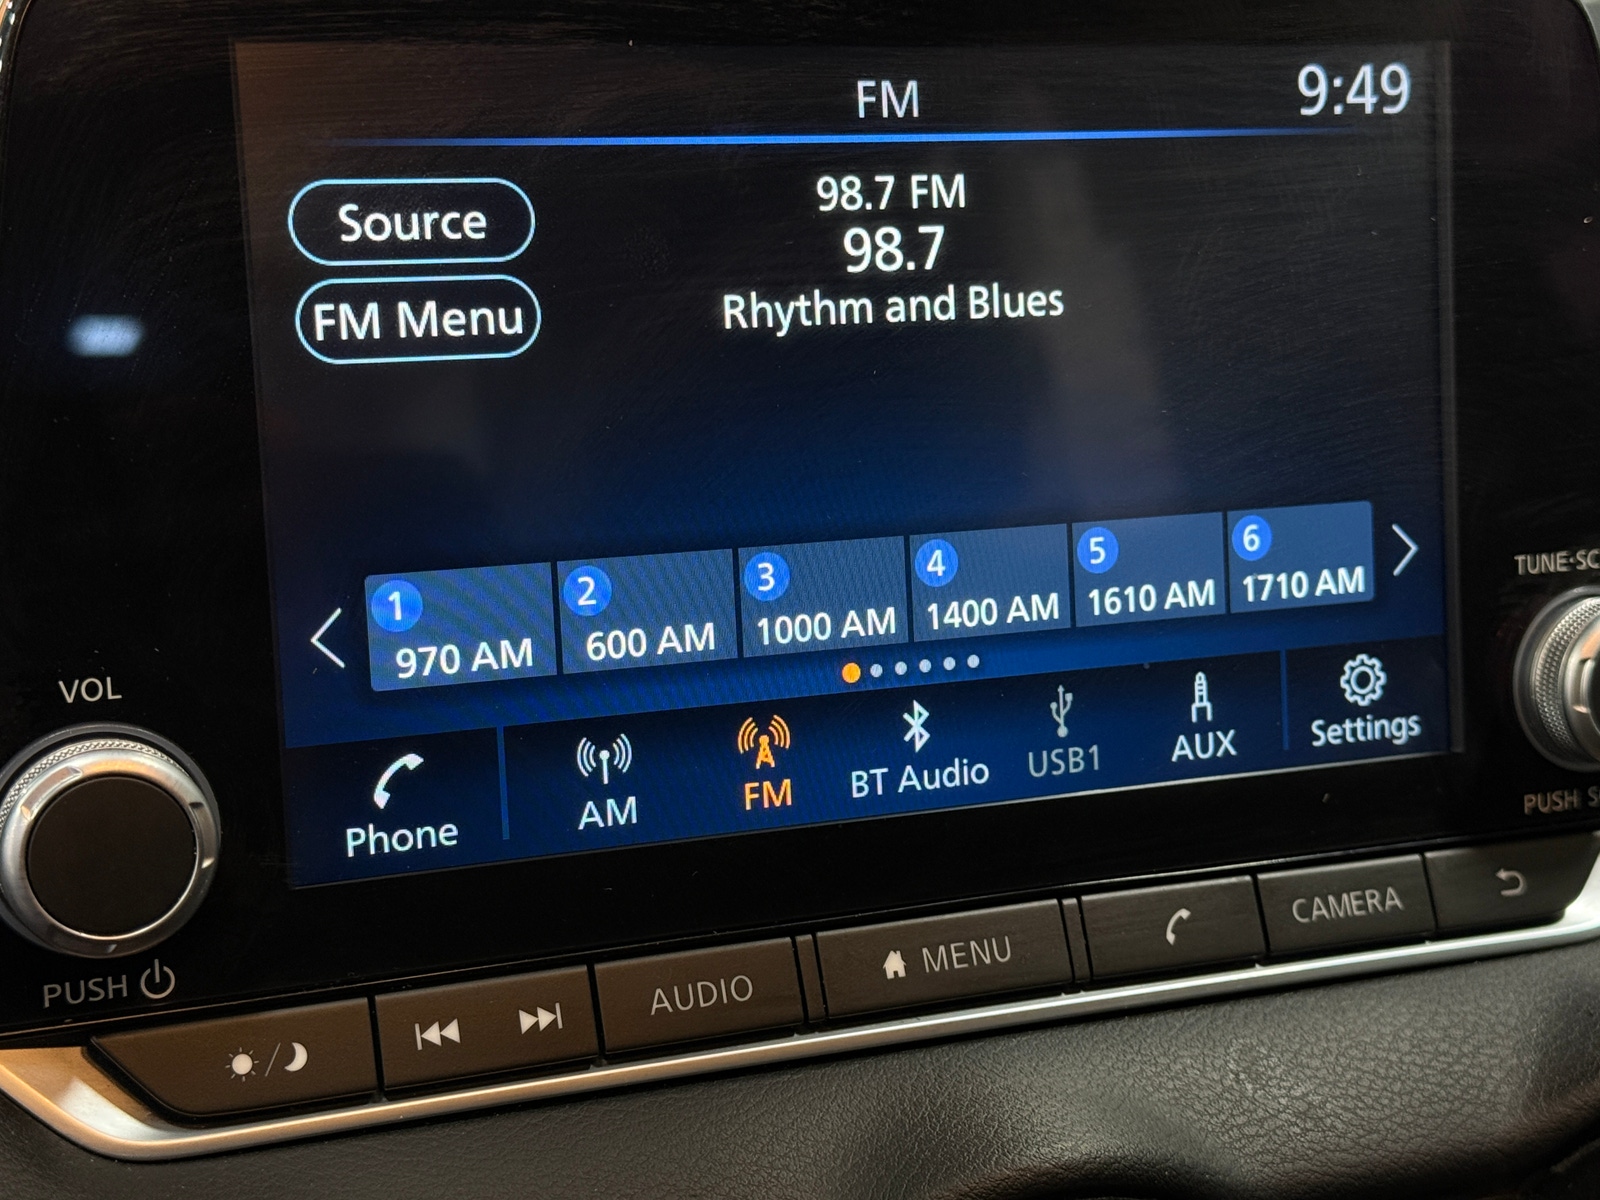 FM
9:49
Source
98.7 FM
98.7
FM Menu
Rhythm and Blues
1
970 AM
2
600 AM
3
1000 AM
4
1400 AM
5
1610 AM
6
1710 AM
Phone
AM
FM
BT Audio
USB1
AUX
Settings
VOL
PUSH
TUNE·SC
PUSH
AUDIO
MENU
CAMERA